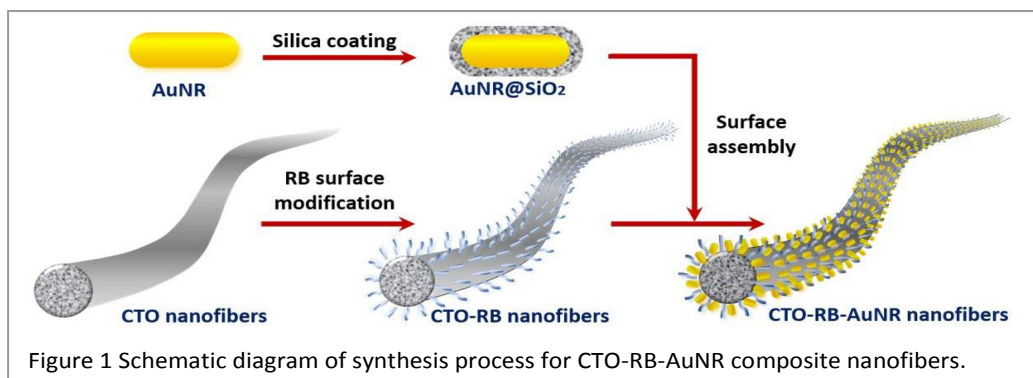 Silica coating
AuNR
AuNR@SiO₂
Surface
assembly
RB surface
modification
CTO nanofibers
CTO-RB nanofibers
CTO-RB-AuNR nanofibers
Figure 1 Schematic diagram of synthesis process for CTO-RB-AuNR composite nanofibers.